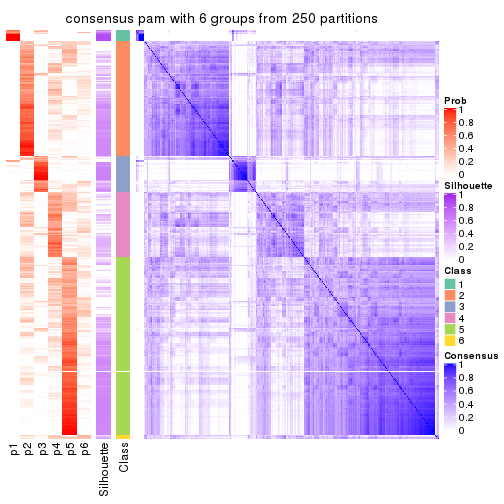 consensus pam with 6 groups from 250 partitions
Prob
1
0.8
0.6
0.4
0.2
0
Silhouette
1
0.8
0.6
0.4
0.2
0
Class
1
2
3
4
5
6
Consensus
1
0.8
0.6
0.4
0.2
0
p1
p2
p3
p4
p5
p6
Silhouette
Class